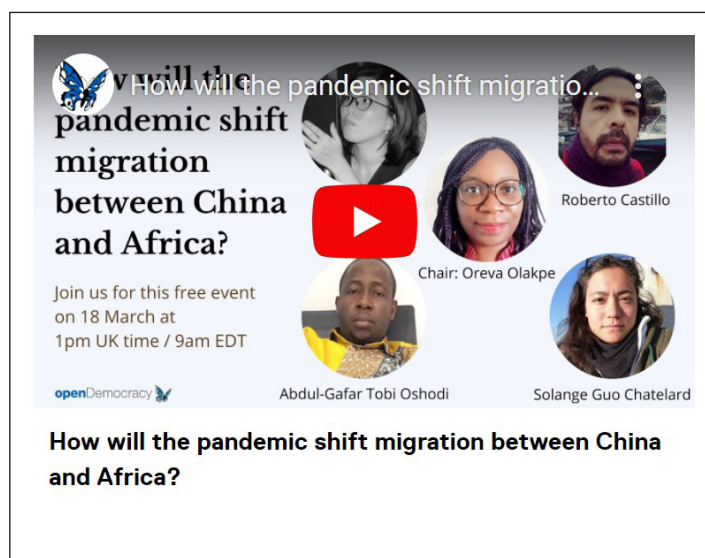 How will the pandemic shift migratio...
w will the
pandemic shift
migration
between China
and Africa?
Join us for this free event
on 18 March at
1pm UK time / 9am EDT
openDemocracy
Roberto Castillo
Chair: Oreva Olakpe
Abdul-Gafar Tobi Oshodi
Solange Guo Chatelard
How will the pandemic shift migration between China
and Africa?